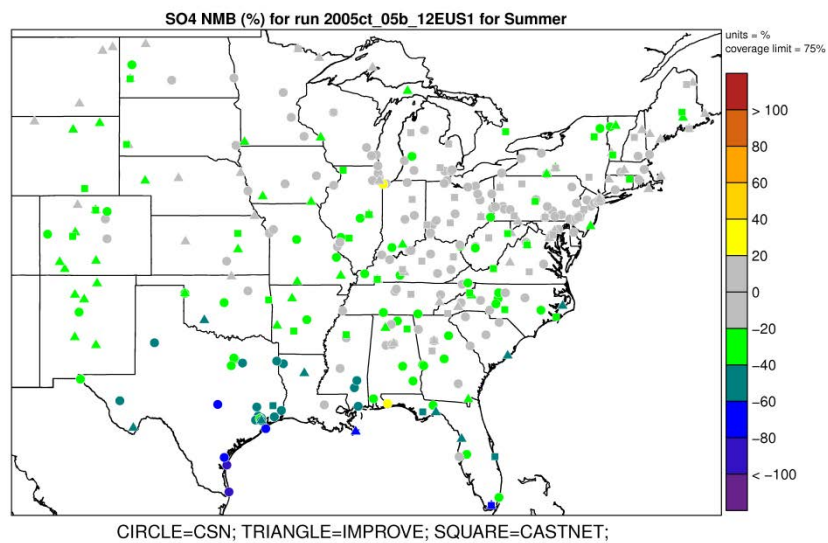 SO4 NMB (%) for run 2005ct_05b_12EUS1 for Summer
units = %
coverage limit = 75%
> 100
80
60
40
20
0
−20
−40
−60
−80
< −100
CIRCLE=CSN; TRIANGLE=IMPROVE; SQUARE=CASTNET;